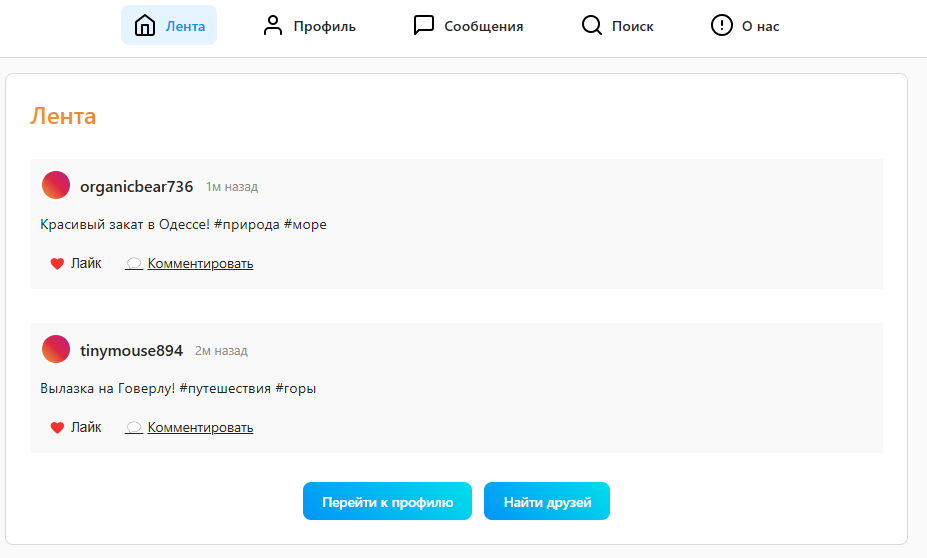 Лента Профиль Сообщения Поиск О нас
Лента
organicbear736 1м назад
Красивый закат в Одессе! #природа #море
Лайк Комментировать
tinymouse894 2м назад
Вылазка на Говерлу! #путешествия #горы
Лайк Комментировать
Перейти к профилю Найти друзей